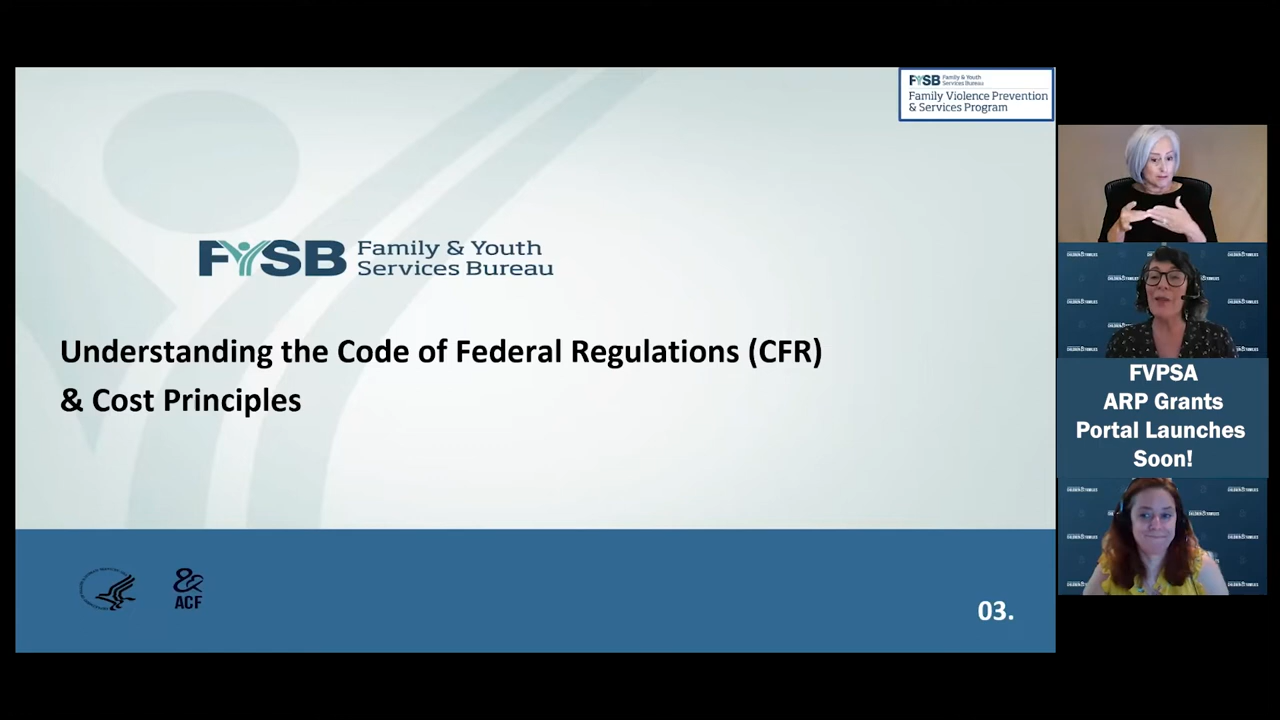 FYSB Family & Youth
Services Bureau
Family Violence Prevention
& Services Program
FYSB Family & Youth
Services Bureau
Understanding the Code of Federal Regulations (CFR)
& Cost Principles
ACF
03.
FVPSA
ARP Grants
Portal Launches
Soon!